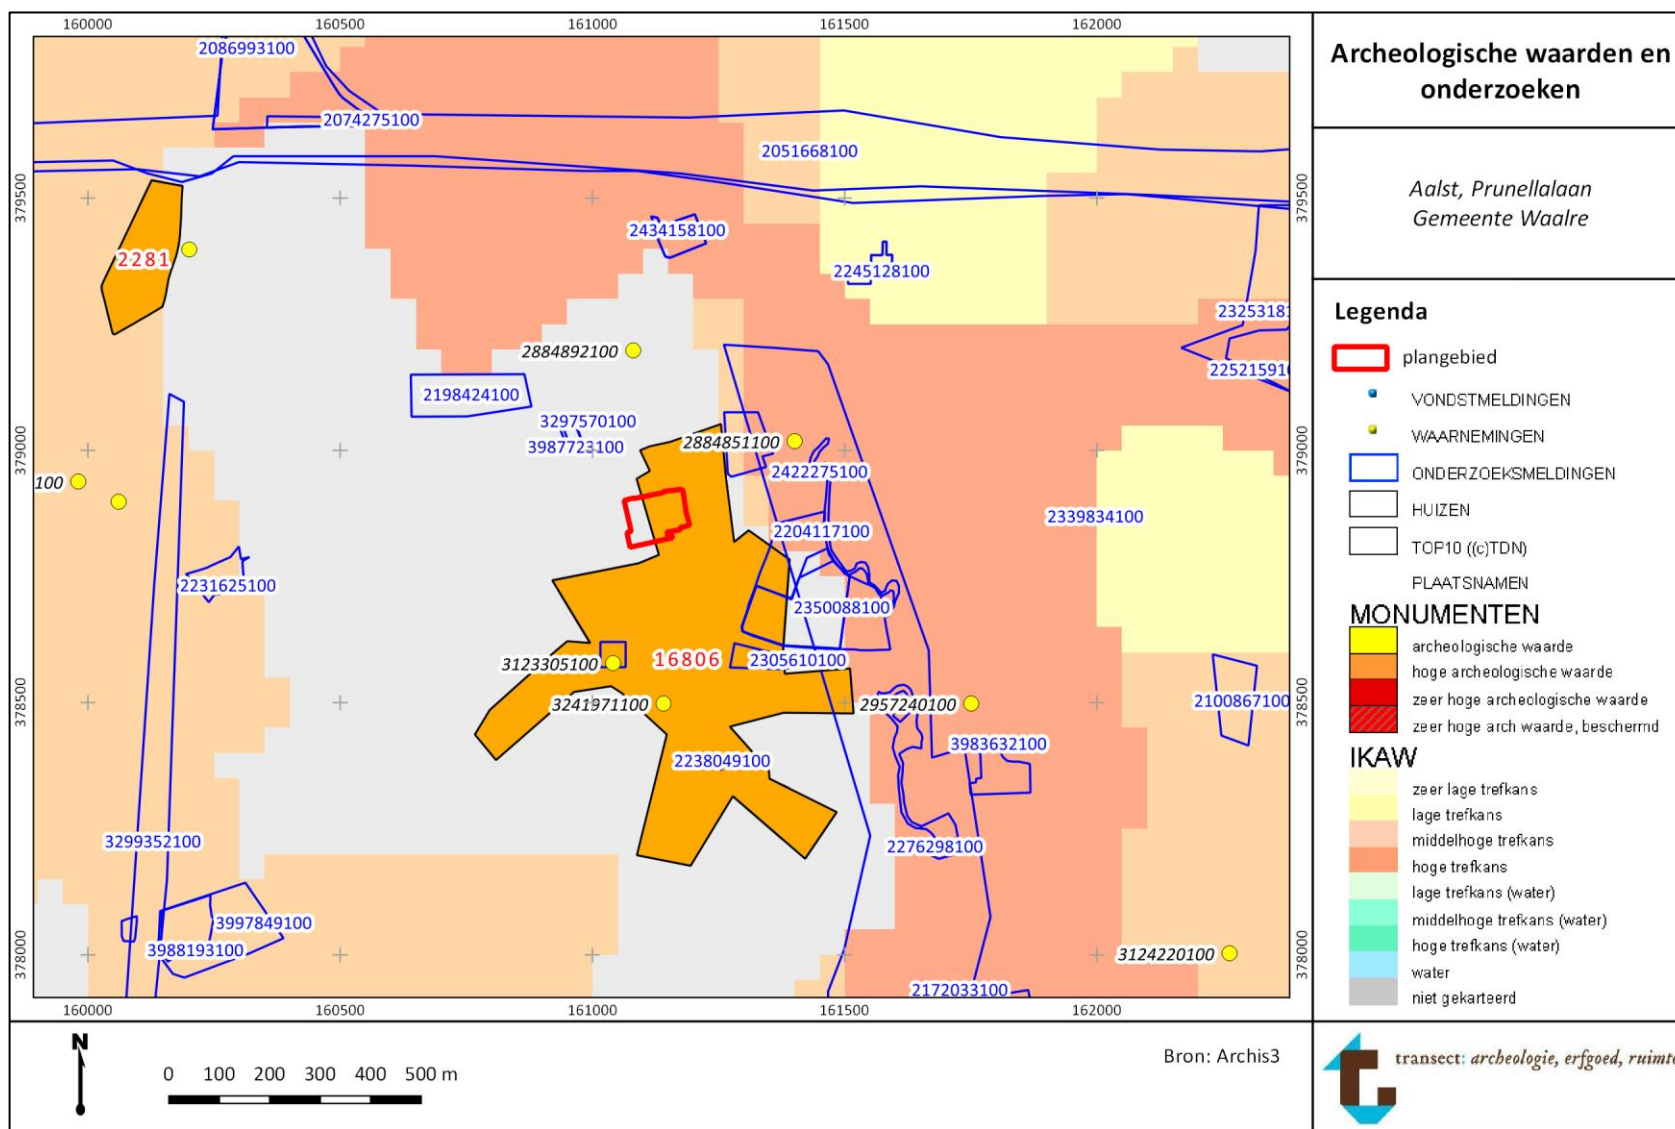 160000 160500 161000 161500 162000
379500
379000
378500
378000
2086993100
2074275100
2051668100
2281
2434158100
2245128100
23253181
2884892100
22521591
2198424100
3297570100
3987723100
2884851100
2422275100
100
2204117100
2339834100
2231625100
2350088100
3123305100
16806
2305610100
3241971100
2957240100
2100867100
2238049100
3983632100
3299352100
2276298100
3997849100
3988193100
3124220100
2172033100
379500
379000
378500
378000
160000 160500 161000 161500 162000
N
0 100 200 300 400 500 m
Bron: Archis3
Archeologische waarden en
onderzoeken
Aalst, Prunellalaan
Gemeente Waalre
Legenda
plangebied
VONDSTMELDINGEN
WAARNEMINGEN
ONDERZOEKSMELDINGEN
HUIZEN
TOP10 ((c)TDN)
PLAATSNAMEN
MONUMENTEN
archeologische waarde
hoge archeologische waarde
zeer hoge archeologische waarde
zeer hoge arch waarde, beschermd
IKAW
zeer lage trefkans
lage trefkans
middelhoge trefkans
hoge trefkans
lage trefkans (water)
middelhoge trefkans (water)
hoge trefkans (water)
water
niet gekarteerd
transect: archeologie, erfgoed, ruimte